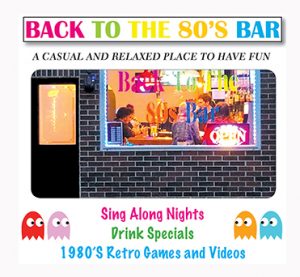 BACK TO THE 80'S BAR
A CASUAL AND RELAXED PLACE TO HAVE FUN
Back To The
80s Bar
OPEN
Sing Along Nights
Drink Specials
1980'S Retro Games and Videos